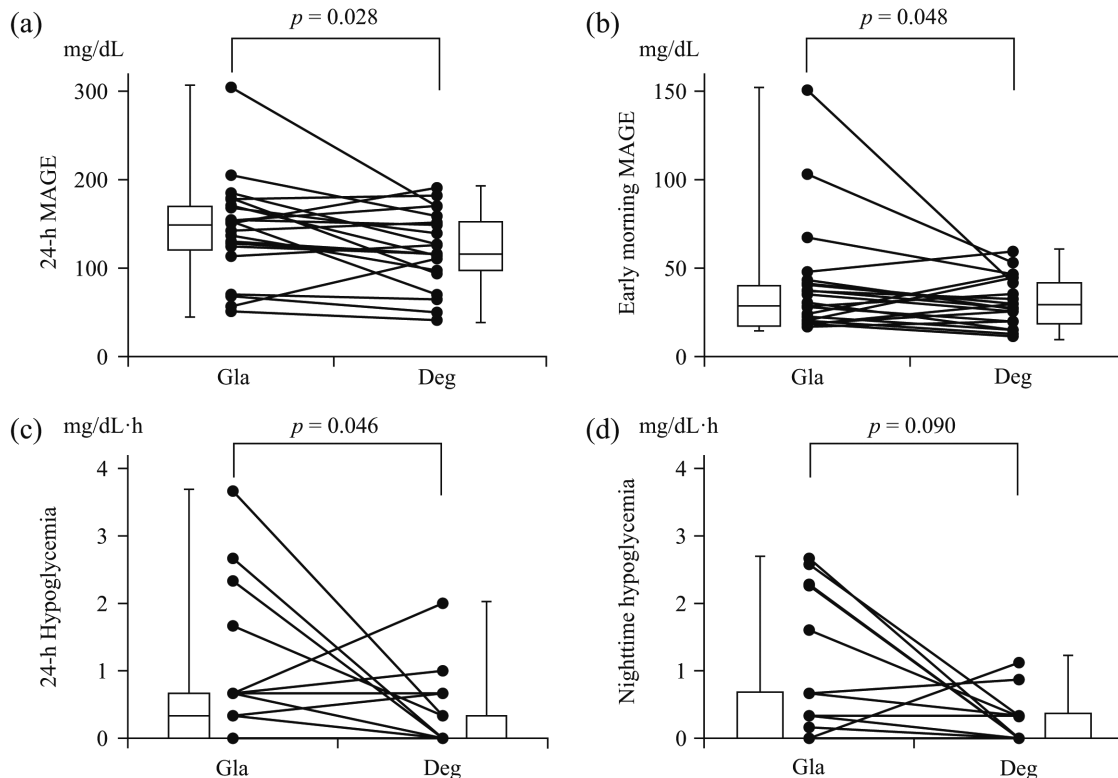 (a)
p = 0.028
mg/dL
300
200
100
0
24-h MAGE
Gla
Deg
(b)
p = 0.048
mg/dL
150
100
50
0
Early morning MAGE
Gla
Deg
(c)
mg/dL·h
p = 0.046
4
3
2
1
0
24-h Hypoglycemia
Gla
Deg
(d)
mg/dL·h
p = 0.090
4
3
2
1
0
Nighttime hypoglycemia
Gla
Deg